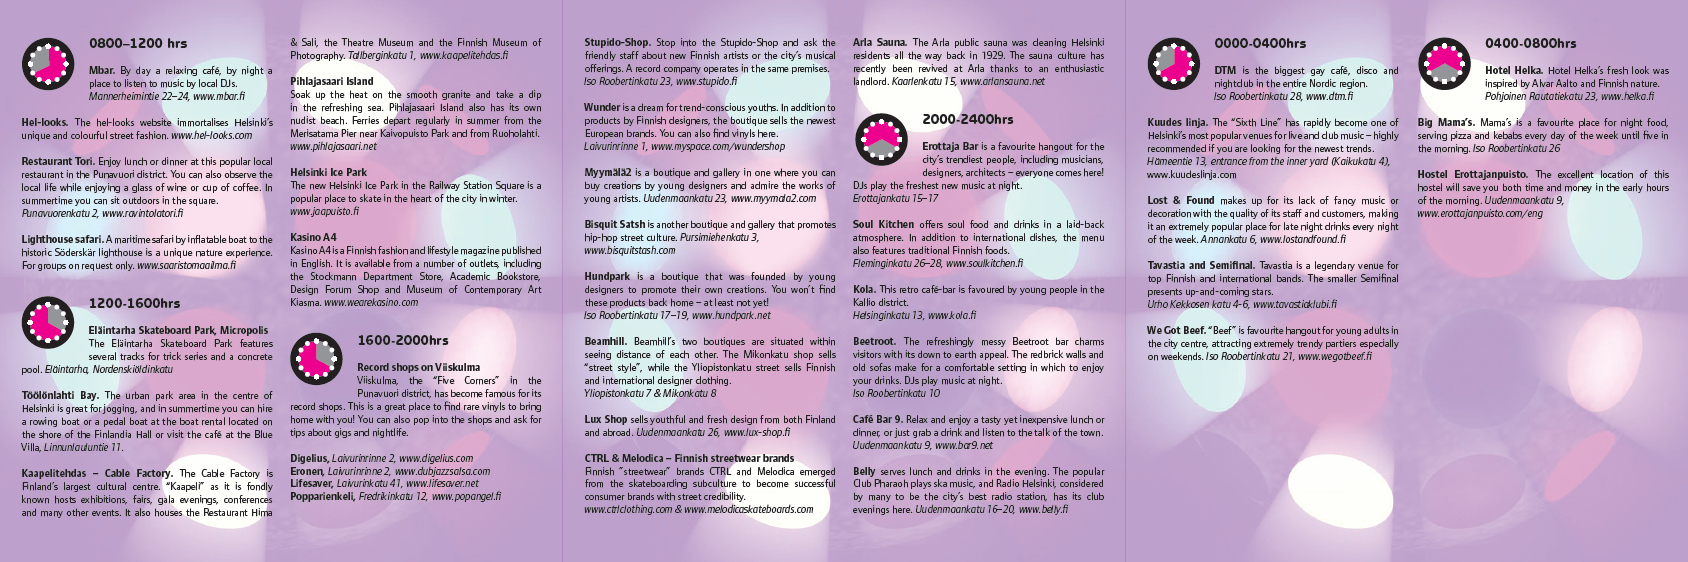 0800–1200 hrs
Mbar. By day a relaxing café, by night a
place to listen to music by local DJs.
Mannerheimintie 22–24, www.mbar.fi
Hel-looks. The hel-looks website immortalises Helsinki's
unique and colourful street fashion. www.hel-looks.com
Restaurant Tori. Enjoy lunch or dinner at this popular local
restaurant in the Punavuori district. You can also observe the
local life while enjoying a glass of wine or cup of coffee. In
summertime you can sit outdoors in the square.
Punavuorenkatu 2, www.ravintolatori.fi
Lighthouse safari. A maritime safari by inflatable boat to the
historic Söderskär lighthouse is a unique nature experience.
For groups on request only. www.saaristomaailma.fi
1200-1600hrs
Eläintarha Skateboard Park, Micropolis
The Eläintarha Skateboard Park features
several tracks for trick series and a concrete
pool. Eläintarha, Nordenskiöldinkatu
Töölönlahti Bay. The urban park area in the centre of
Helsinki is great for jogging, and in summertime you can hire
a rowing boat or a pedal boat at the boat rental located on
the shore of the Finlandia Hall or visit the café at the Blue
Villa, Linnunlauluntie 11.
Kaapelitehdas – Cable Factory. The Cable Factory is
Finland's largest cultural centre. "Kaapeli" as it is fondly
known hosts exhibitions, fairs, gala evenings, conferences
and many other events. It also houses the Restaurant Hima
& Sali, the Theatre Museum and the Finnish Museum of
Photography. Tallberginkatu 1, www.kaapelitehdas.fi
Pihlajasaari Island
Soak up the heat on the smooth granite and take a dip
in the refreshing sea. Pihlajasaari Island also has its own
nudist beach. Ferries depart regularly in summer from the
Merisatama Pier near Kaivopuisto Park and from Ruoholahti.
www.pihlajasaari.net
Helsinki Ice Park
The new Helsinki Ice Park in the Railway Station Square is a
popular place to skate in the heart of the city in winter.
www.jaapuisto.fi
Kasino A4
Kasino A4 is a Finnish fashion and lifestyle magazine published
in English. It is available from a number of outlets, including
the Stockmann Department Store, Academic Bookstore,
Design Forum Shop and Museum of Contemporary Art
Kiasma. www.wearekasino.com
1600-2000hrs
Record shops on Viiskulma
Viiskulma, the "Five Corners" in the
Punavuori district, has become famous for its
record shops. This is a great place to find rare vinyls to bring
home with you! You can also pop into the shops and ask for
tips about gigs and nightlife.
Digelius, Laivurinrinne 2, www.digelius.com
Eronen, Laivurinrinne 2, www.dubjazzsalsa.com
Lifesaver, Laivurinkatu 41, www.lifesaver.net
Popparienkeli, Fredrikinkatu 12, www.popangel.fi
Stupido-Shop. Stop into the Stupido-Shop and ask the
friendly staff about new Finnish artists or the city's musical
offerings. A record company operates in the same premises.
Iso Roobertinkatu 23, www.stupido.fi
Wunder is a dream for trend-conscious youths. In addition to
products by Finnish designers, the boutique sells the newest
European brands. You can also find vinyls here.
Laivurinrinne 1, www.myspace.com/wundershop
Myymälä2 is a boutique and gallery in one where you can
buy creations by young designers and admire the works of
young artists. Uudenmaankatu 23, www.myymala2.com
Bisquit Satsh is another boutique and gallery that promotes
hip-hop street culture. Pursimiehenkatu 3,
www.bisquitstash.com
Hundpark is a boutique that was founded by young
designers to promote their own creations. You won't find
these products back home – at least not yet!
Iso Roobertinkatu 17–19, www.hundpark.net
Beamhill. Beamhill's two boutiques are situated within
seeing distance of each other. The Mikonkatu shop sells
"street style", while the Yliopistonkatu street sells Finnish
and international designer clothing.
Yliopistonkatu 7 & Mikonkatu 8
Lux Shop sells youthful and fresh design from both Finland
and abroad. Uudenmaankatu 26, www.lux-shop.fi
CTRL & Melodica – Finnish streetwear brands
Finnish "streetwear" brands CTRL and Melodica emerged
from the skateboarding subculture to become successful
consumer brands with street credibility.
www.ctrlclothing.com & www.melodicaskateboards.com
Arla Sauna. The Arla public sauna was cleaning Helsinki
residents all the way back in 1929. The sauna culture has
recently been revived at Arla thanks to an enthusiastic
landlord. Kaarlenkatu 15, www.arlansauna.net
2000-2400hrs
Erottaja Bar is a favourite hangout for the
city's trendiest people, including musicians,
designers, architects – everyone comes here!
DJs play the freshest new music at night.
Erottajankatu 15–17
Soul Kitchen offers soul food and drinks in a laid-back
atmosphere. In addition to international dishes, the menu
also features traditional Finnish foods.
Fleminginkatu 26–28, www.soulkitchen.fi
Kola. This retro café-bar is favoured by young people in the
Kallio district.
Helsinginkatu 13, www.kola.fi
Beetroot. The refreshingly messy Beetroot bar charms
visitors with its down to earth appeal. The redbrick walls and
old sofas make for a comfortable setting in which to enjoy
your drinks. DJs play music at night.
Iso Roobertinkatu 10
Café Bar 9. Relax and enjoy a tasty yet inexpensive lunch or
dinner, or just grab a drink and listen to the talk of the town.
Uudenmaankatu 9, www.bar9.net
Belly serves lunch and drinks in the evening. The popular
Club Pharaoh plays ska music, and Radio Helsinki, considered
by many to be the city's best radio station, has its club
evenings here. Uudenmaankatu 16–20, www.belly.fi
0000-0400hrs
DTM is the biggest gay café, disco and
nightclub in the entire Nordic region.
Iso Roobertinkatu 28, www.dtm.fi
Kuudes linja. The "Sixth Line" has rapidly become one of
Helsinki's most popular venues for live and club music – highly
recommended if you are looking for the newest trends.
Hämeentie 13, entrance from the inner yard (Kaikukatu 4),
www.kuudeslinja.com
Lost & Found makes up for its lack of fancy music or
decoration with the quality of its staff and customers, making
it an extremely popular place for late night drinks every night
of the week. Annankatu 6, www.lostandfound.fi
Tavastia and Semifinal. Tavastia is a legendary venue for
top Finnish and international bands. The smaller Semifinal
presents up-and-coming stars.
Urho Kekkosen katu 4-6, www.tavastiaklubi.fi
We Got Beef. "Beef" is favourite hangout for young adults in
the city centre, attracting extremely trendy parties especially
on weekends. Iso Roobertinkatu 21, www.wegotbeef.fi
0400-0800hrs
Hotel Helka. Hotel Helka's fresh look was
inspired by Alvar Aalto and Finnish nature.
Pohjoinen Rautatiekatu 23, www.helka.fi
Big Mama's. Mama's is a favourite place for night food,
serving pizza and kebabs every day of the week until five in
the morning. Iso Roobertinkatu 26
Hostel Erottajanpuisto. The excellent location of this
hostel will save you both time and money in the early hours
of the morning. Uudenmaankatu 9,
www.erottajanpuisto.com/eng